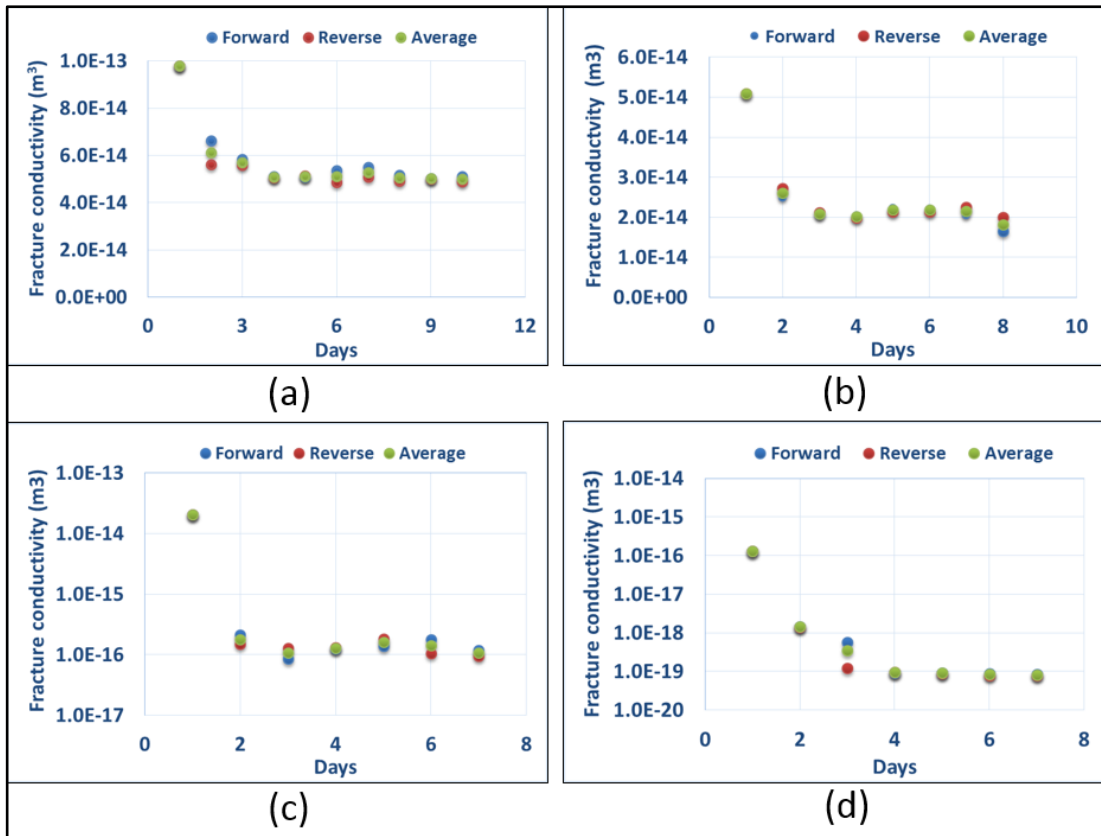 Forward Reverse Average
Fracture conductivity (m³)
1.0E-13
8.0E-14
6.0E-14
4.0E-14
2.0E-14
0.0E+00
0 3 6 9 12
Days
(a)
Forward Reverse Average
Fracture conductvity (m3)
6.0E-14
5.0E-14
4.0E-14
3.0E-14
2.0E-14
1.0E-14
0.0E+00
0 2 4 6 8 10
Days
(b)
Forward Reverse Average
Fracture conductivity (m3)
1.0E-13
1.0E-14
1.0E-15
1.0E-16
1.0E-17
0 2 4 6 8
Days
(c)
Forward Reverse Average
Fracture conductivity (m3)
1.0E-14
1.0E-15
1.0E-16
1.0E-17
1.0E-18
1.0E-19
1.0E-20
0 2 4 6 8
Days
(d)